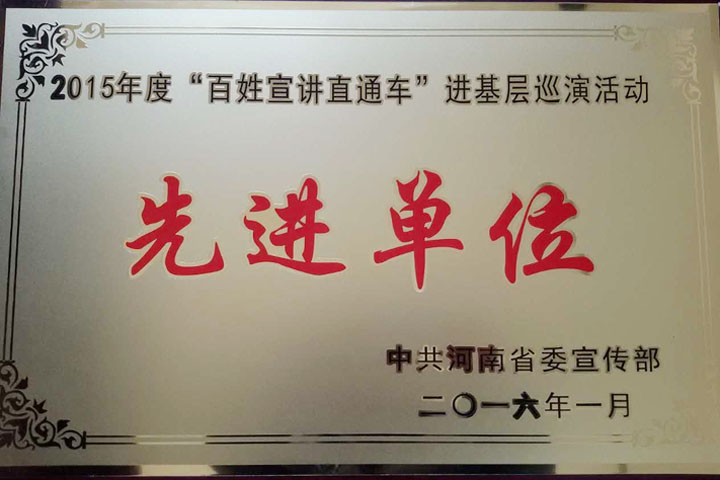 2015年度“百姓宣讲直通车”进基层巡演活动
先进单位
中共河南省委宣传部
二〇一六年一月